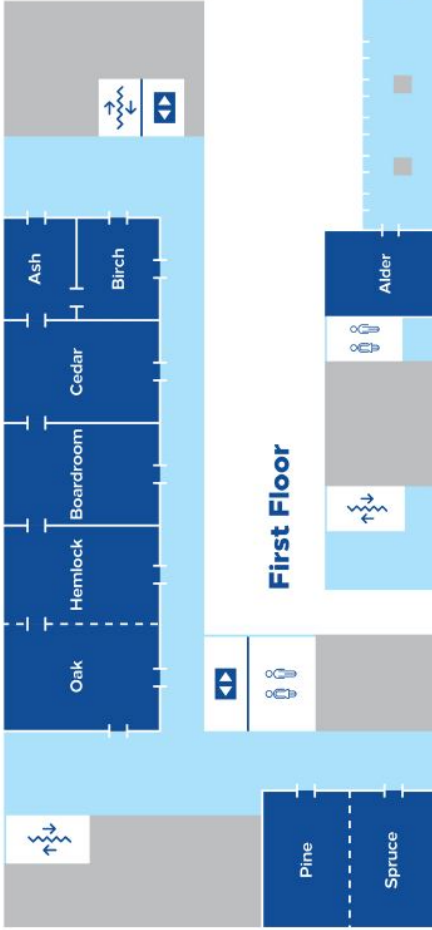 Ash
Birch
Cedar
Boardroom
Hemlock
Oak
Alder
First Floor
Pine
Spruce